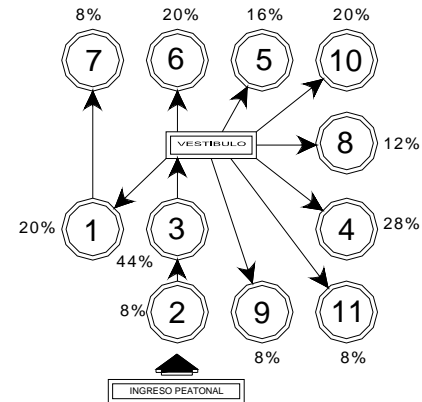 8% 20% 16% 20%
7 6 5 10
VESTÍBULO
8 12%
20% 1 3 4 28%
44%
8% 2 9 11
8% 8%
INGRESO PEATONAL